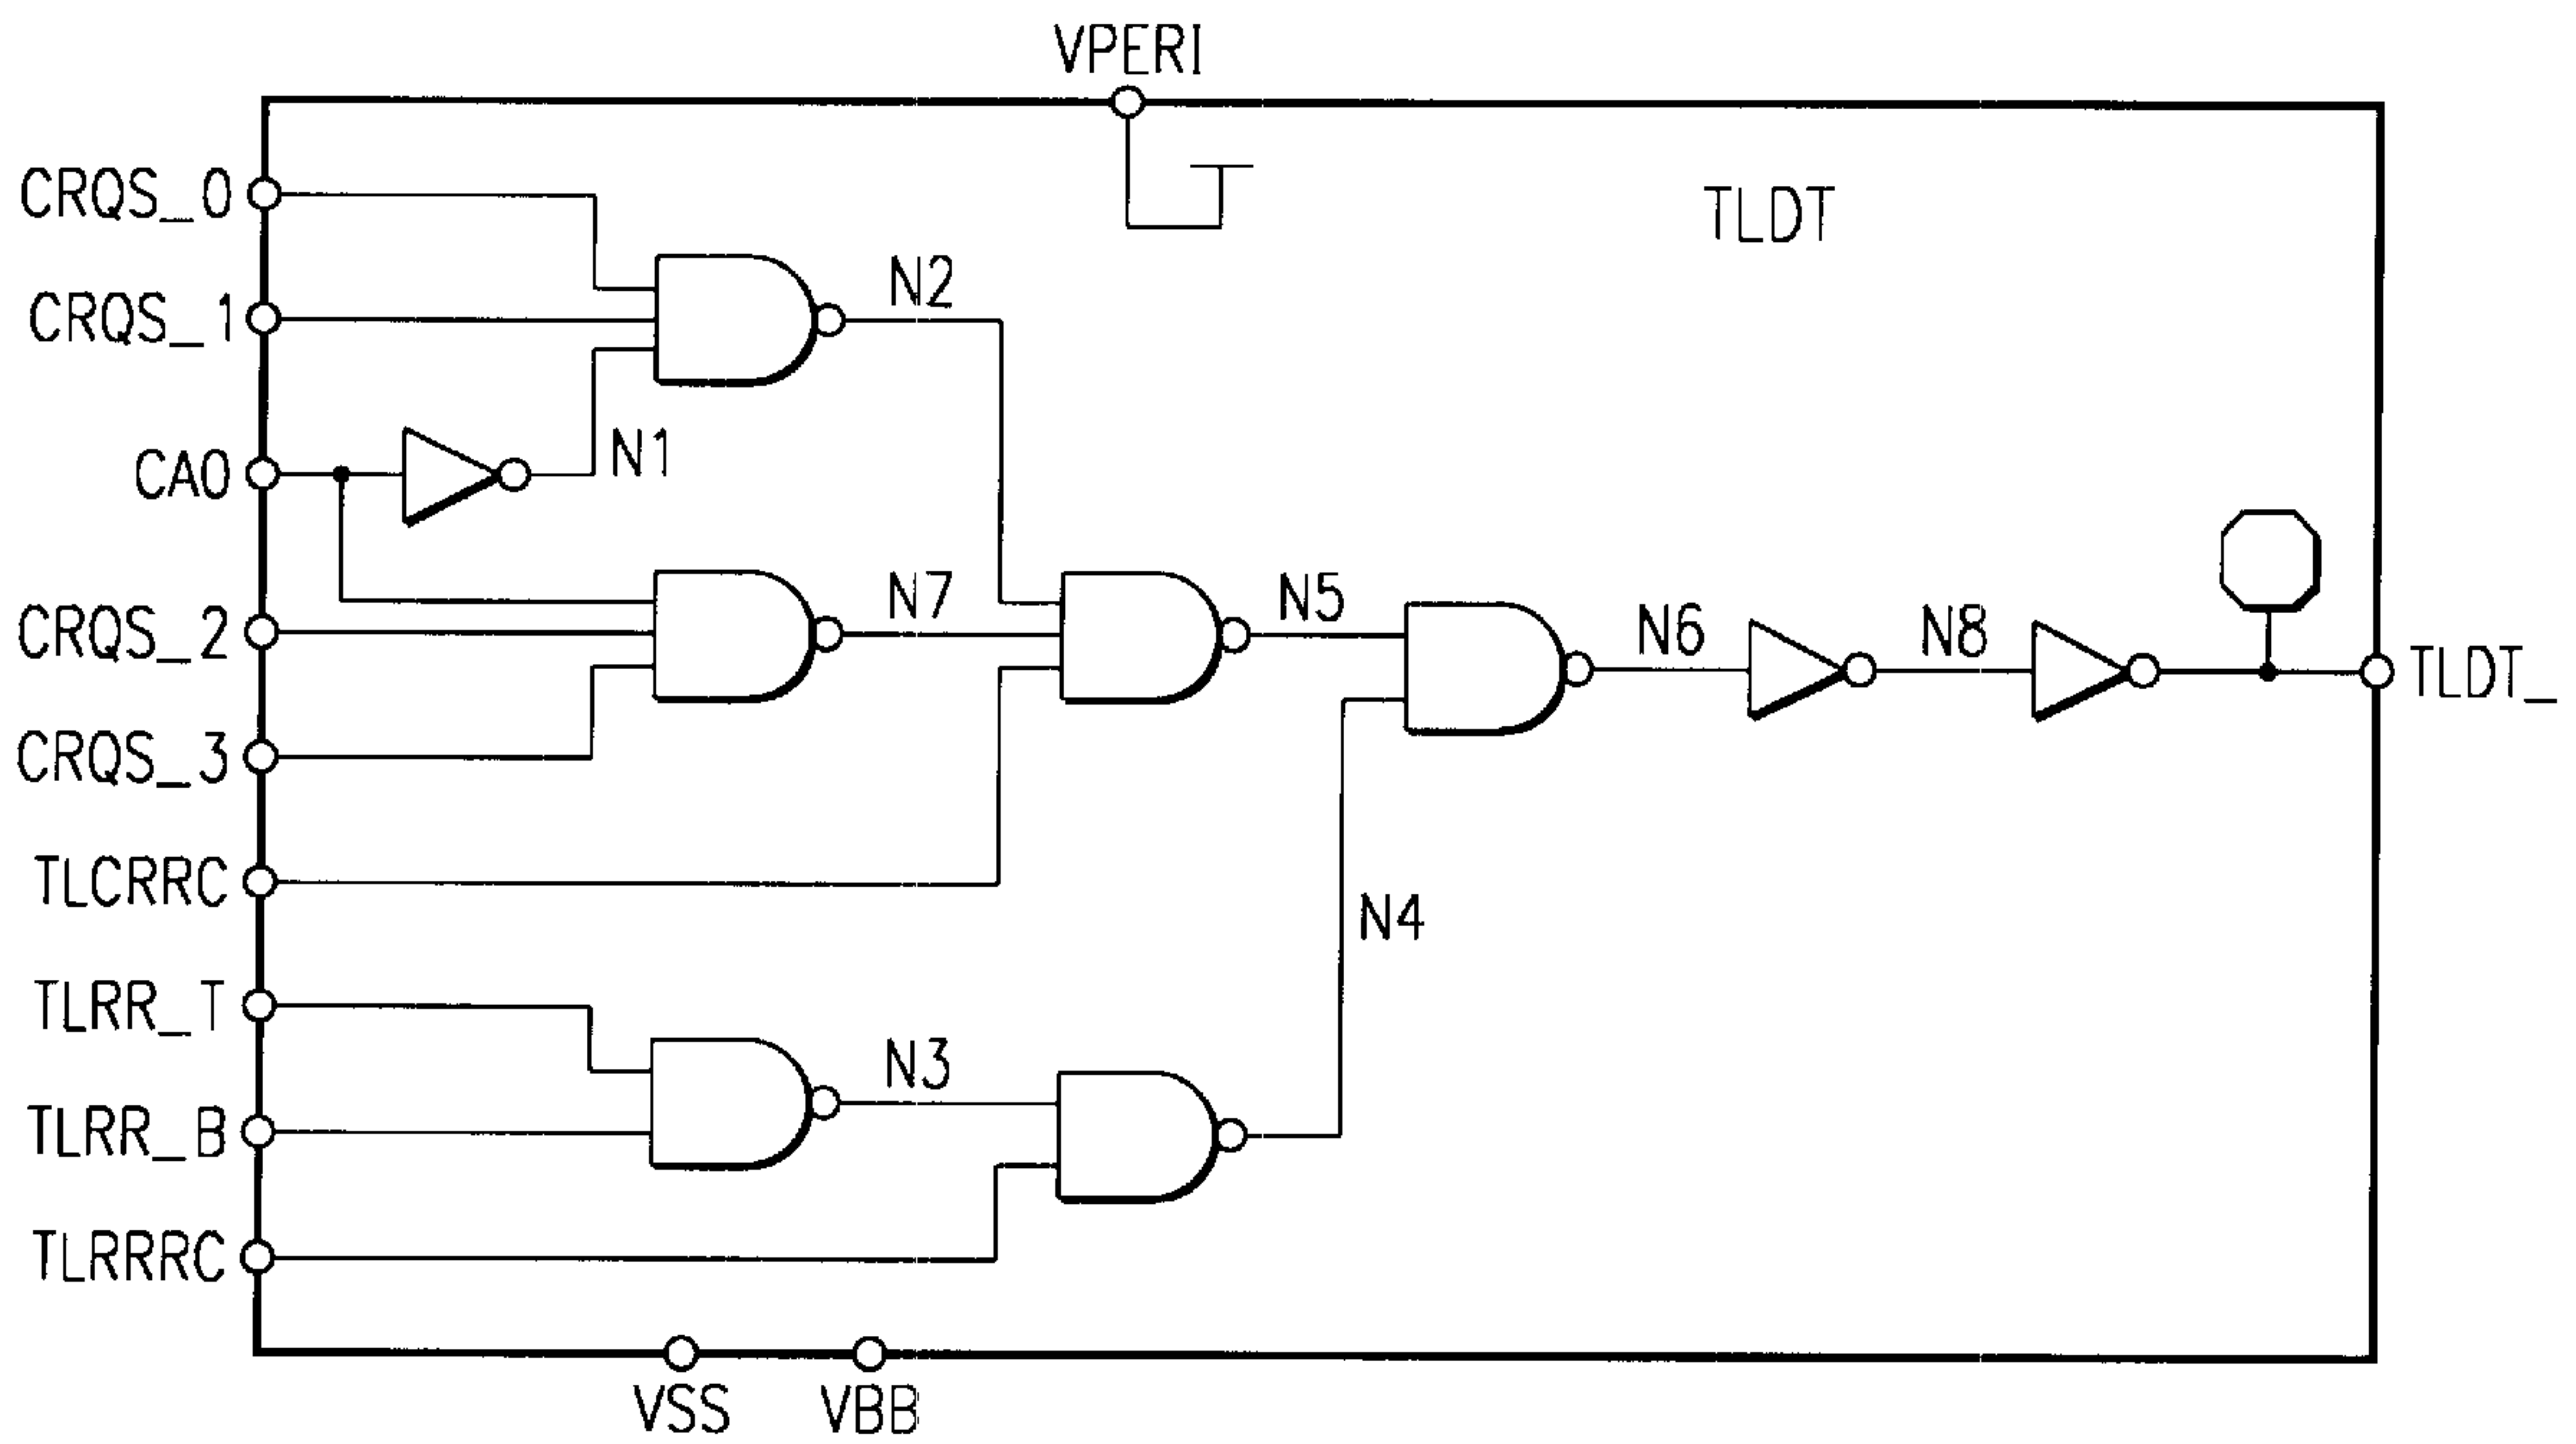 VPERI
CRQS_0
TLDT
CRQS_1
N2
CA0
N1
CRQS_2
N7
N5
N6
N8
TLDT_
CRQS_3
TLCRRC
N4
TLRR_T
N3
TLRR_B
TLRRRC
VSS
VBB